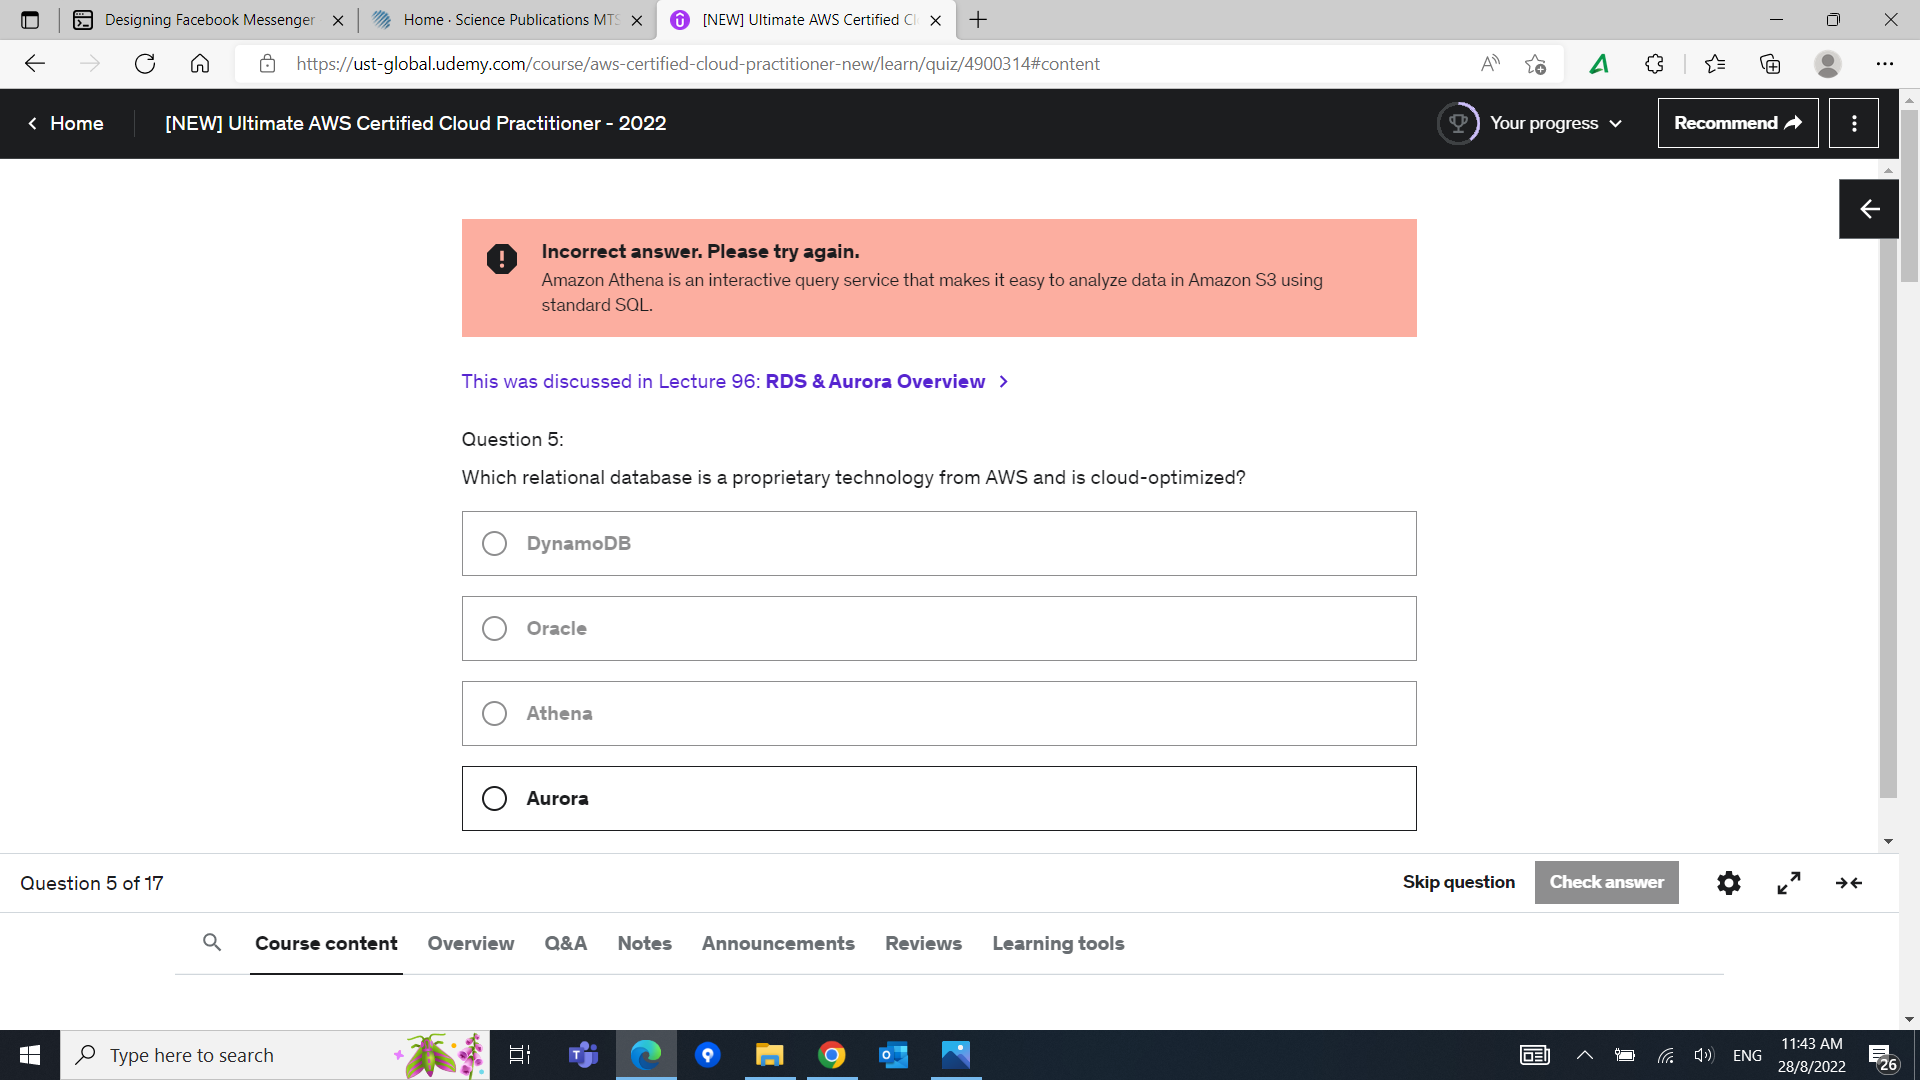 Designing Facebook Messenger
Home · Science Publications MTS
[NEW] Ultimate AWS Certified Cl
https://ust-global.udemy.com/course/aws-certified-cloud-practitioner-new/learn/quiz/4900314#content
Home
[NEW] Ultimate AWS Certified Cloud Practitioner - 2022
Your progress
Recommend
Incorrect answer. Please try again.
Amazon Athena is an interactive query service that makes it easy to analyze data in Amazon S3 using
standard SQL.
This was discussed in Lecture 96: RDS & Aurora Overview
Question 5:
Which relational database is a proprietary technology from AWS and is cloud-optimized?
DynamoDB
Oracle
Athena
Aurora
Question 5 of 17
Skip question
Check answer
Course content
Overview
Q&A
Notes
Announcements
Reviews
Learning tools
Type here to search
ENG
11:43 AM
28/8/2022
26